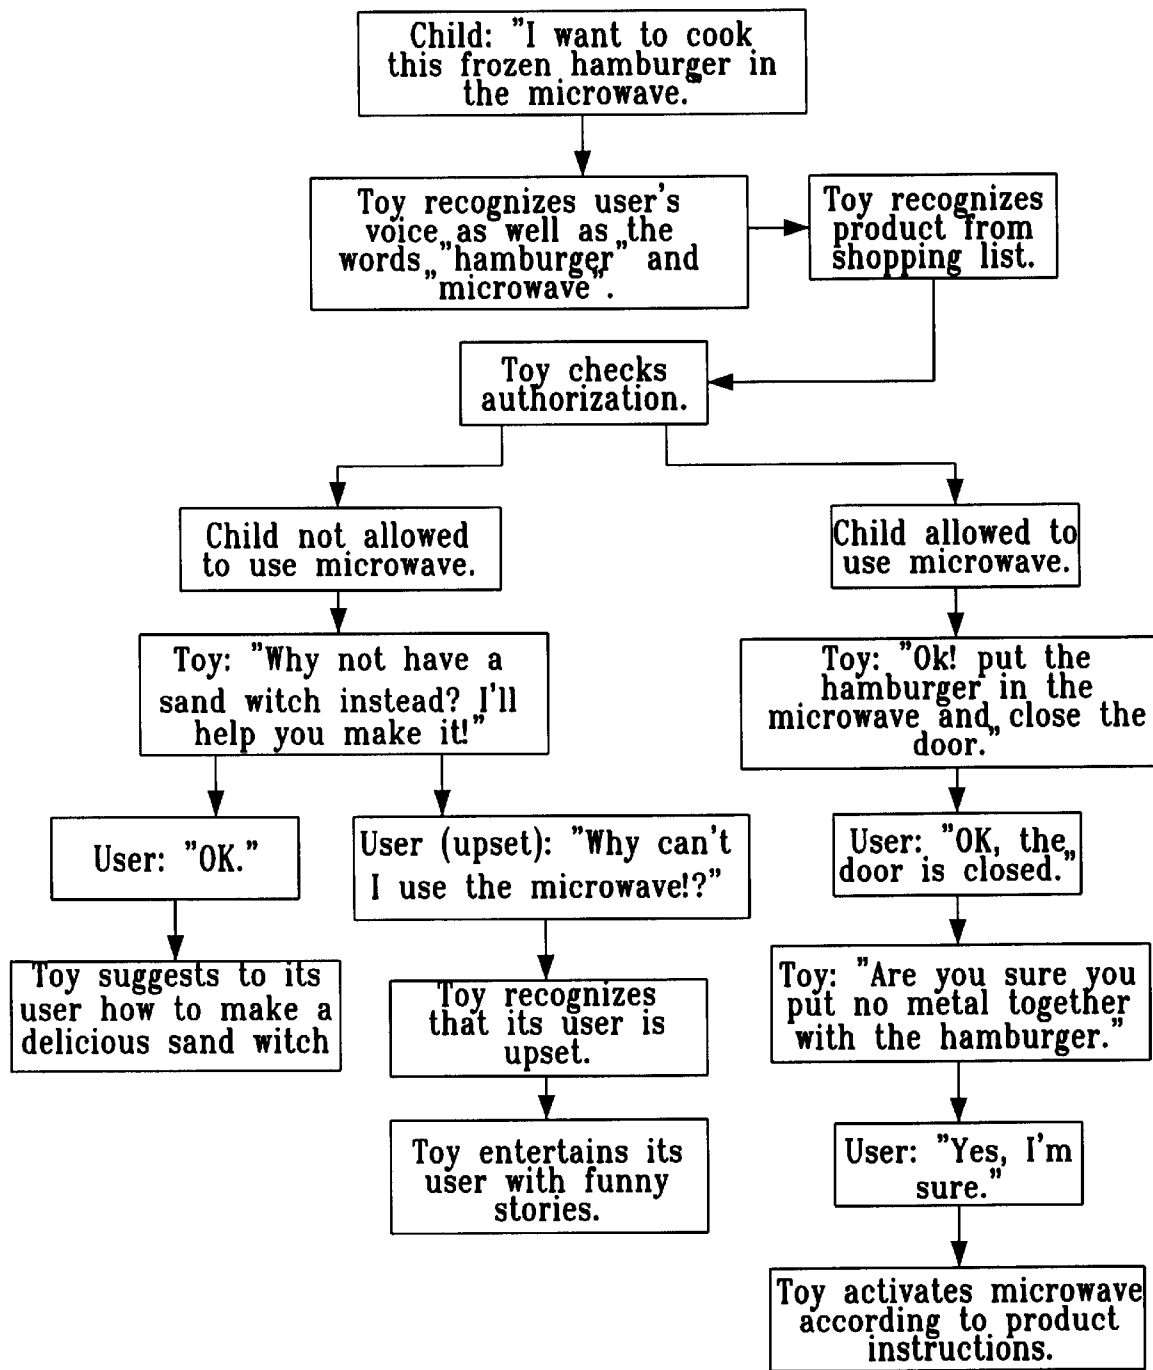 Child: "I want to cook
this frozen hamburger in
the microwave."
Toy recognizes user's
voice, as well as the
words, "hamburger" and
"microwave".
Toy recognizes
product from
shopping list.
Toy checks
authorization.
Child not allowed
to use microwave.
Child allowed to
use microwave.
Toy: "Why not have a
sand witch instead? I'll
help you make it!"
Toy: "Ok! put the
hamburger in the
microwave and, close the
door."
User: "OK."
User (upset): "Why can't
I use the microwave!?"
User: "OK, the
door is closed."
Toy suggests to its
user how to make a
delicious sand witch
Toy recognizes
that its user is
upset.
Toy: "Are you sure you
put no metal together
with the hamburger."
Toy entertains its
user with funny
stories.
User: "Yes, I'm
sure."
Toy activates microwave
according to product
instructions.